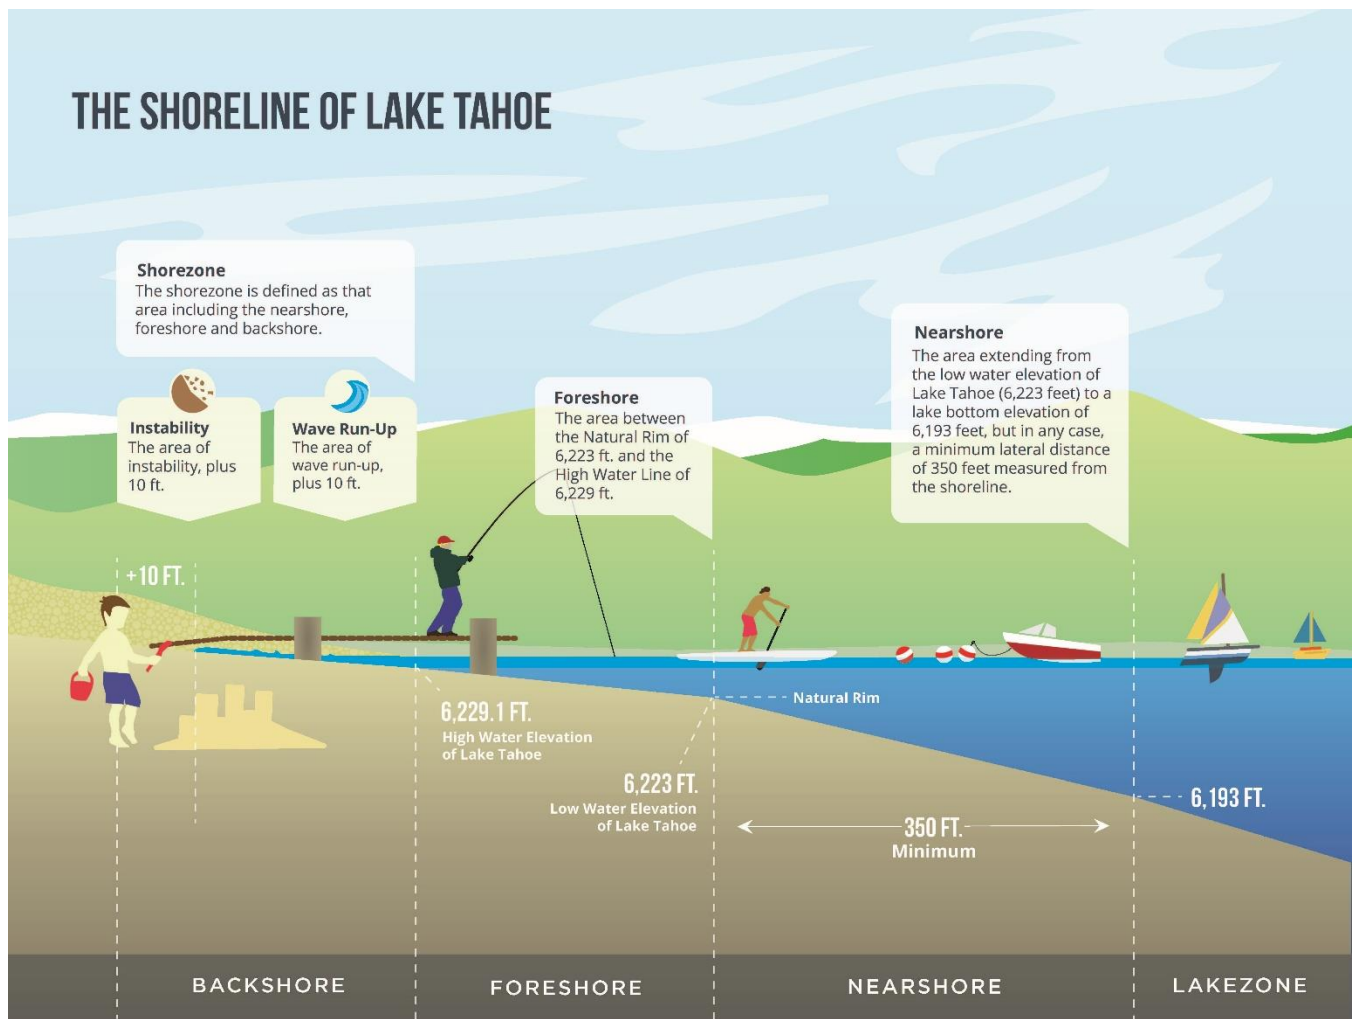 THE SHORELINE OF LAKE TAHOE
Shorezone
The shorezone is defined as that
area including the nearshore,
foreshore and backshore.
Instability
The area of
instability, plus
10 ft.
Wave Run-Up
The area of
wave run-up,
plus 10 ft.
Foreshore
The area between
the Natural Rim of
6,223 ft. and the
High Water Line of
6,229 ft.
Nearshore
The area extending from
the low water elevation of
Lake Tahoe (6,223 feet) to a
lake bottom elevation of
6,193 feet, but in any case,
a minimum lateral distance
of 350 feet measured from
the shoreline.
+10 FT.
6,229.1 FT.
High Water Elevation
of Lake Tahoe
Natural Rim
6,223 FT.
Low Water Elevation
of Lake Tahoe
350 FT.
Minimum
6,193 FT.
BACKSHORE
FORESHORE
NEARSHORE
LAKEZONE